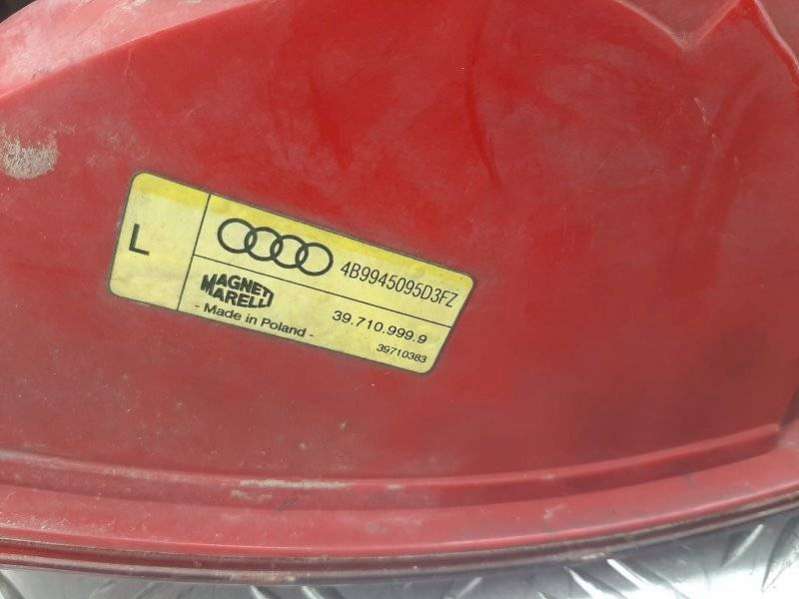 L
4B9945095D3FZ
MAGNETI
MARELLI
- Made in Poland -
39.710.999.9
39710383